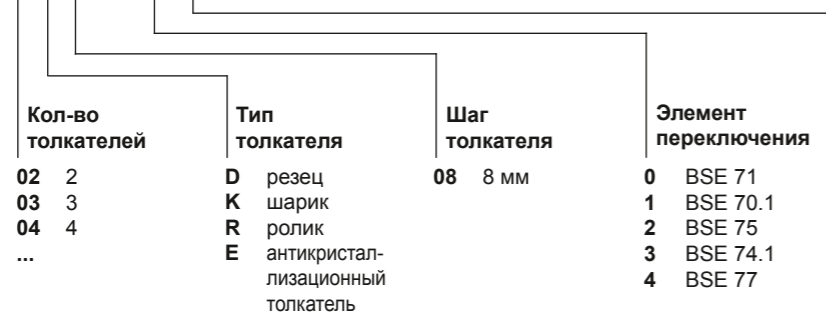 Кол-во
толкателей
02 2
03 3
04 4
...
Тип
толкателя
D резец
K шарик
R ролик
E антикристал-
лизационный
толкатель
Шаг
толкателя
08 8 мм
Элемент
переключения
0 BSE 71
1 BSE 70.1
2 BSE 75
3 BSE 74.1
4 BSE 77